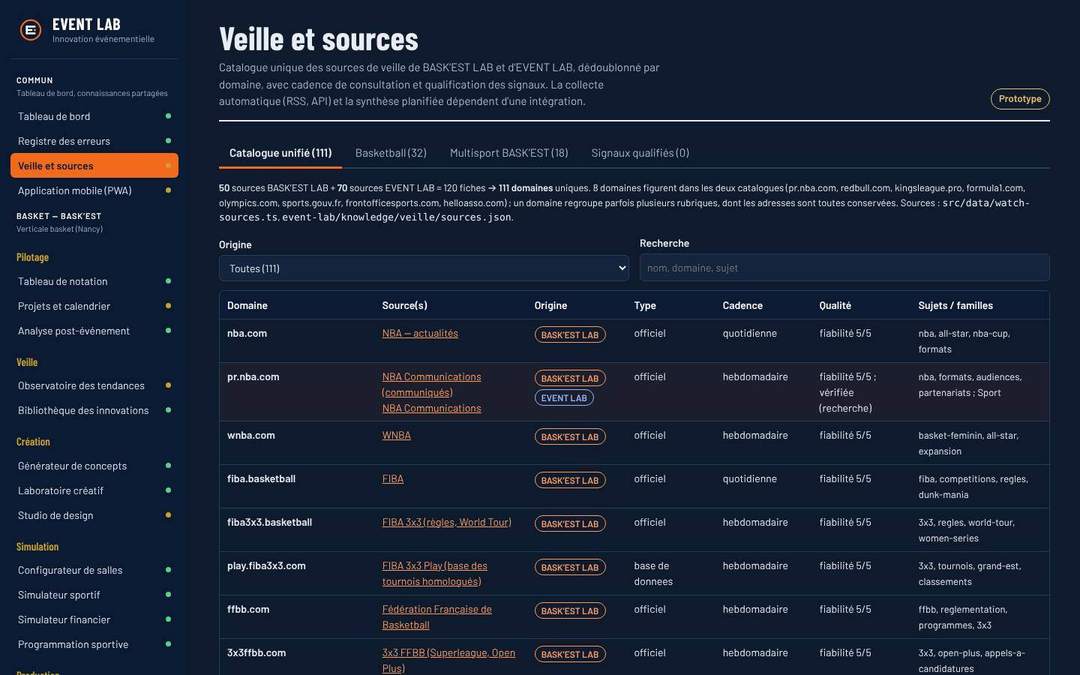 EVENT LAB
Innovation événementielle
COMMUN
Tableau de bord, connaissances partagées
Tableau de bord
Registre des erreurs
Veille et sources
Application mobile (PWA)
BASKET — BASK'EST
Verticale basket (Nancy)
Pilotage
Tableau de notation
Projets et calendrier
Analyse post-événement
Veille
Observatoire des tendances
Bibliothèque des innovations
Création
Générateur de concepts
Laboratoire créatif
Studio de design
Simulation
Configurateur de salles
Simulateur sportif
Simulateur financier
Programmation sportive
Veille et sources
Catalogue unique des sources de veille de BASK'EST LAB et d'EVENT LAB, dédoublonné par
domaine, avec cadence de consultation et qualification des signaux. La collecte
automatique (RSS, API) et la synthèse planifiée dépendent d'une intégration.
Prototype
Catalogue unifié (111) Basketball (32) Multisport BASK'EST (18) Signaux qualifiés (0)
50 sources BASK'EST LAB + 70 sources EVENT LAB = 120 fiches → 111 domaines uniques. 8 domaines figurent dans les deux catalogues (pr.nba.com, redbull.com, kingsleague.pro, formula1.com,
olympics.com, sports.gouv.fr, frontofficesports.com, helloasso.com) ; un domaine regroupe parfois plusieurs rubriques, dont les adresses sont toutes conservées. Sources : src/data/watch-
sources.ts, event-lab/knowledge/veille/sources.json.
Origine
Toutes (111)
Recherche
nom, domaine, sujet
Domaine Source(s) Origine Type Cadence Qualité Sujets / familles
nba.com NBA — actualités BASK'EST LAB officiel quotidienne fiabilité 5/5 nba, all-star, nba-cup,
formats
pr.nba.com NBA Communications BASK'EST LAB officiel hebdomadaire fiabilité 5/5 ; nba, formats, audiences,
(communiqués) EVENT LAB vérifiée partenariats ; Sport
NBA Communications (recherche)
wnba.com WNBA BASK'EST LAB officiel hebdomadaire fiabilité 5/5 basket-feminin, all-star,
expansion
fiba.basketball FIBA BASK'EST LAB officiel quotidienne fiabilité 5/5 fiba, competitions, regles,
dunk-mania
fiba3x3.basketball FIBA 3x3 (règles, World Tour) BASK'EST LAB officiel hebdomadaire fiabilité 5/5 3x3, regles, world-tour,
women-series
play.fiba3x3.com FIBA 3x3 Play (base des BASK'EST LAB base de hebdomadaire fiabilité 5/5 3x3, tournois, grand-est,
tournois homologués) donnees classements
ffbb.com Fédération Française de BASK'EST LAB officiel hebdomadaire fiabilité 5/5 ffbb, reglementation,
Basketball programmes, 3x3
3x3ffbb.com 3x3 FFBB (Superleague, Open BASK'EST LAB officiel hebdomadaire fiabilité 5/5 3x3, open-plus, appels-a-
Plus) candidatures